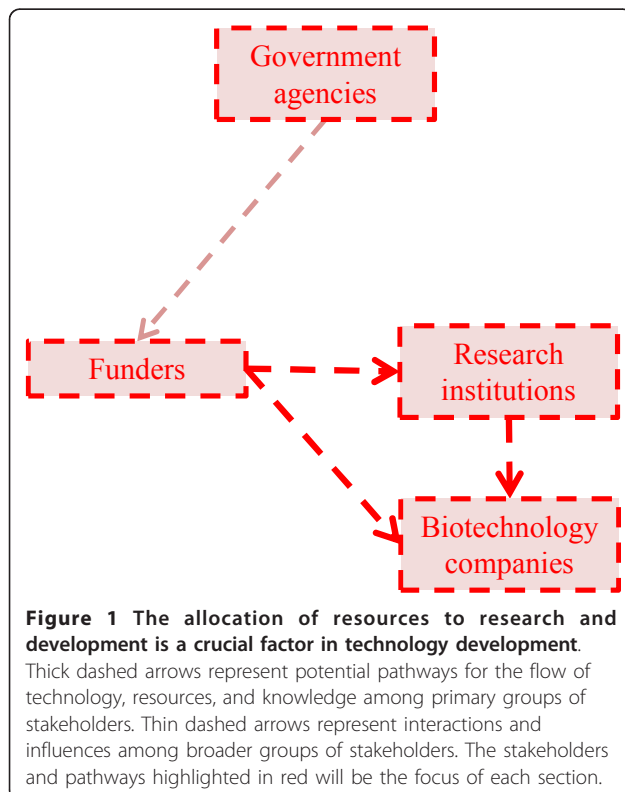 Government
agencies
Funders
Research
institutions
Biotechnology
companies
Figure 1 The allocation of resources to research and
development is a crucial factor in technology development.
Thick dashed arrows represent potential pathways for the flow of
technology, resources, and knowledge among primary groups of
stakeholders. Thin dashed arrows represent interactions and
influences among broader groups of stakeholders. The stakeholders
and pathways highlighted in red will be the focus of each section.